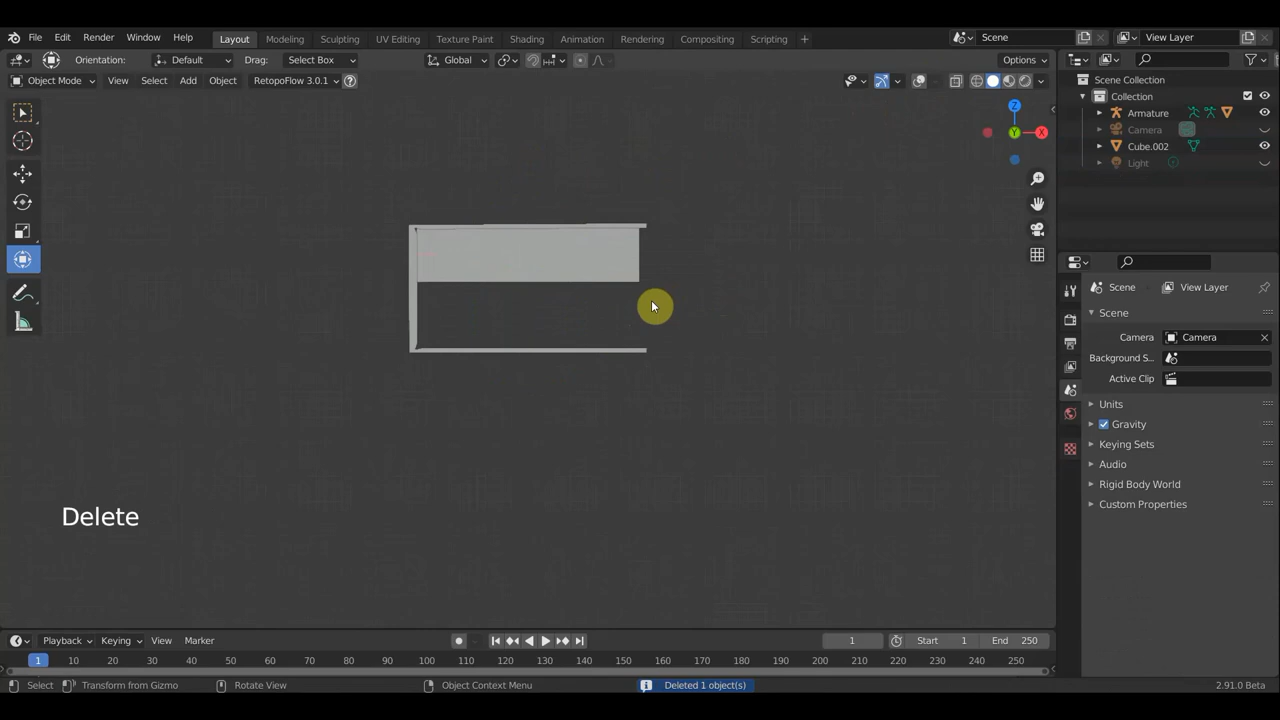 File Edit Render Window Help Layout Modeling Sculpting UV Editing Texture Paint Shading Animation Rendering Compositing Scripting + Scene View Layer
Orientation: Default Drag: Select Box Global Options
Object Mode View Select Add Object RetopoFlow 3.0.1
Scene Collection
Collection
Armature
Camera
Cube.002
Light
Z
Y
X
Scene View Layer
Scene
Camera Camera
Background S...
Active Clip
Units
Gravity
Keying Sets
Audio
Rigid Body World
Custom Properties
Delete
Playback Keying View Marker 1 Start 1 End 250
1 10 20 30 40 50 60 70 80 90 100 110 120 130 140 150 160 170 180 190 200 210 220 230 240 250
Select Transform from Gizmo Rotate View Object Context Menu Deleted 1 object(s) 2.91.0 Beta